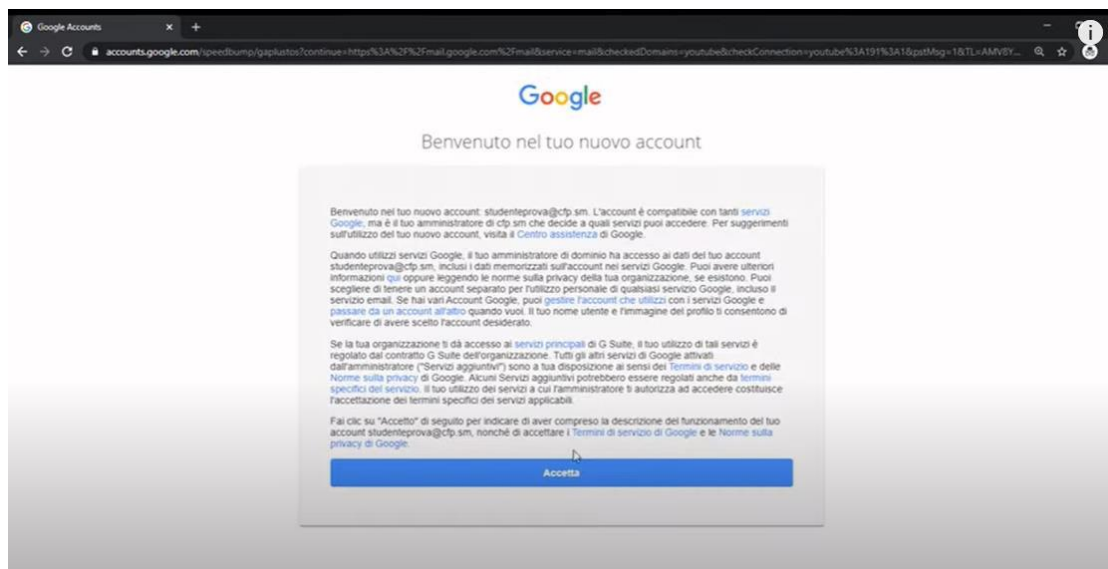 Google Accounts
accounts.google.com/speedbump/gaplustos?continue=https%3A%2F%2Fmail.google.com%2Fmail&service=mail&checkedDomains=youtube&checkConnection=youtube%3A191%3A1&pstMsg=1&TL=AMV8Y...
Google
Benvenuto nel tuo nuovo account
Benvenuto nel tuo nuovo account: studenteprova@cfp.sm. L'account è compatibile con tanti servizi
Google, ma è il tuo amministratore di cfp.sm che decide a quali servizi puoi accedere. Per suggerimenti
sull'utilizzo del tuo nuovo account, visita il Centro assistenza di Google.
Quando utilizzi servizi Google, il tuo amministratore di dominio ha accesso ai dati del tuo account
studenteprova@cfp.sm, inclusi i dati memorizzati sull'account nei servizi Google. Puoi avere ulteriori
informazioni qui oppure leggendo le norme sulla privacy della tua organizzazione, se esistono. Puoi
scegliere di tenere un account separato per l'utilizzo personale di qualsiasi servizio Google, incluso il
servizio email. Se hai vari Account Google, puoi gestire l'account che utilizzi con i servizi Google e
passare da un account all'altro quando vuoi. Il tuo nome utente e l'immagine del profilo ti consentono di
verificare di avere scelto l'account desiderato.
Se la tua organizzazione ti dà accesso ai servizi principali di G Suite, il tuo utilizzo di tali servizi è
regolato dal contratto G Suite dell'organizzazione. Tutti gli altri servizi di Google attivati
dall'amministratore ("Servizi aggiuntivi") sono a tua disposizione ai sensi dei Termini di servizio e delle
Norme sulla privacy di Google. Alcuni Servizi aggiuntivi potrebbero essere regolati anche da termini
specifici del servizio. Il tuo utilizzo dei servizi a cui l'amministratore ti autorizza ad accedere costituisce
l'accettazione dei termini specifici dei servizi applicabili.
Fai clic su "Accetto" di seguito per indicare di aver compreso la descrizione del funzionamento del tuo
account studenteprova@cfp.sm, nonché di accettare i Termini di servizio di Google e le Norme sulla
privacy di Google.
Accetta